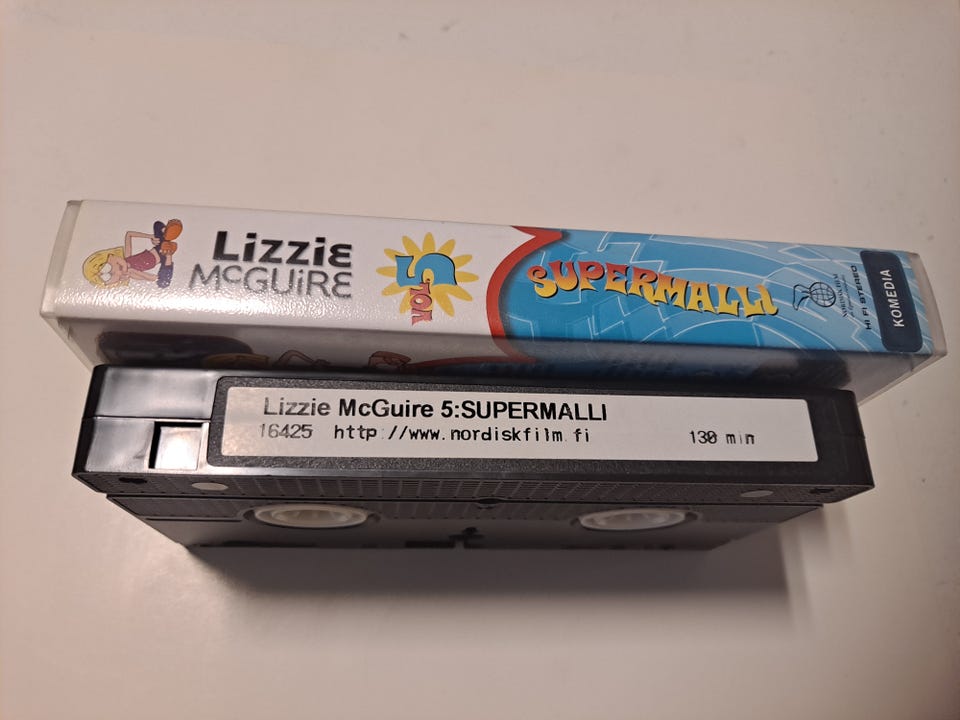 Lizzie
McGUiRE
5
VOL
SUPERMALLi
HI FI STEREO
KOMEDIA
Lizzie McGuire 5:SUPERMALLI
16425 http://www.nordiskfilm.fi 130 min